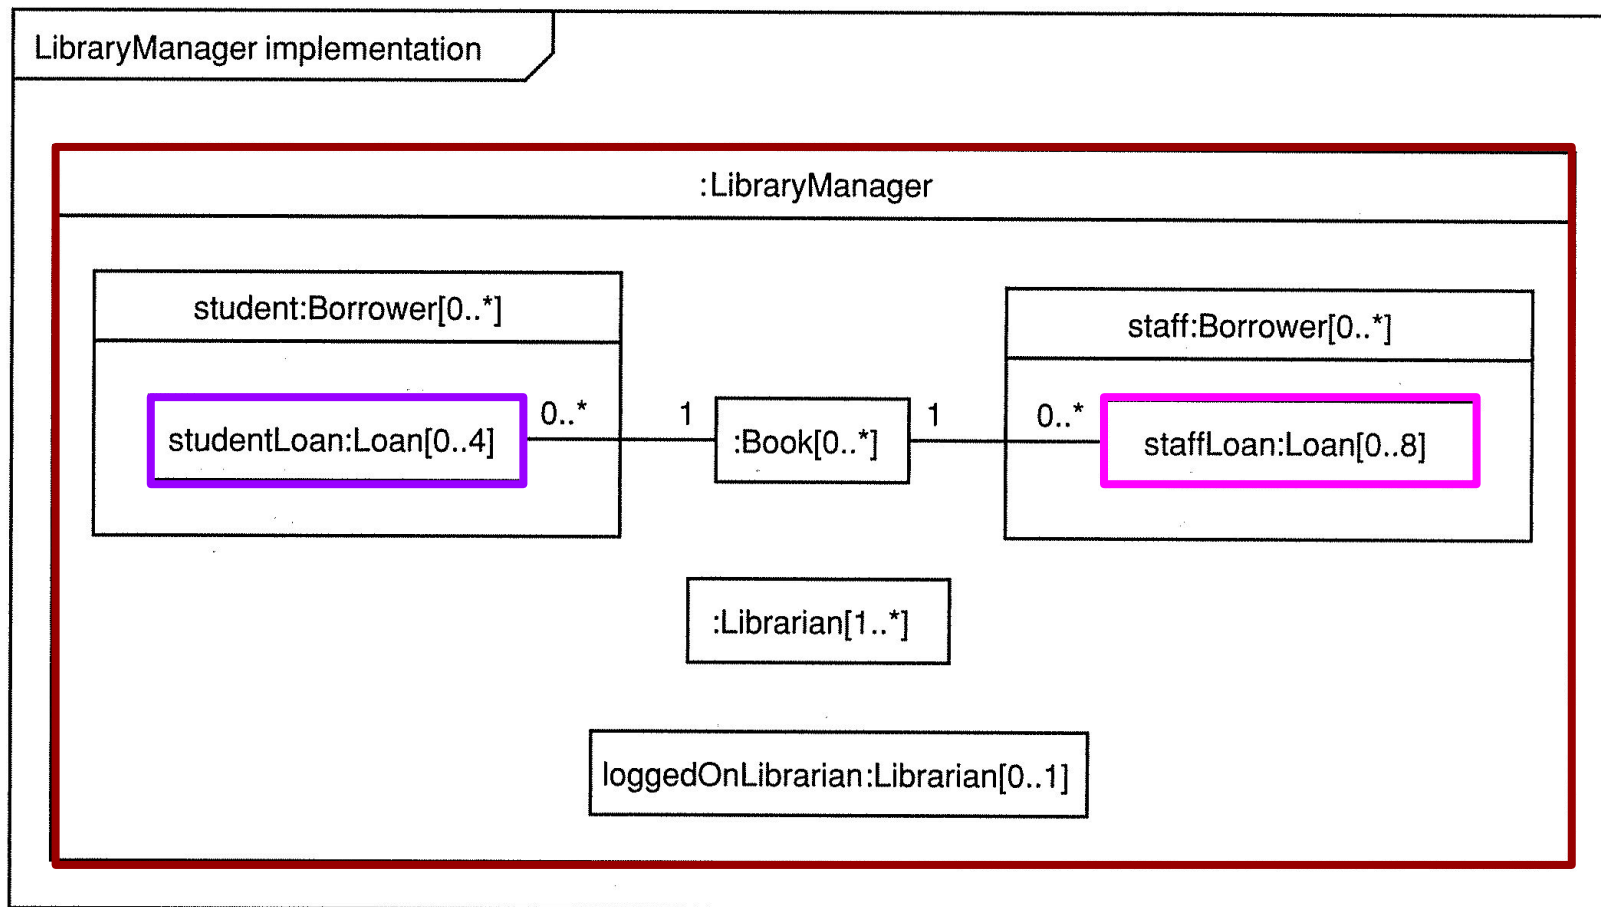 LibraryManager implementation
:LibraryManager
student:Borrower[0..*]
staff:Borrower[0..*]
0..*
1
1
0..*
studentLoan:Loan[0..4]
:Book[0..*]
staffLoan:Loan[0..8]
:Librarian[1..*]
loggedOnLibrarian:Librarian[0..1]